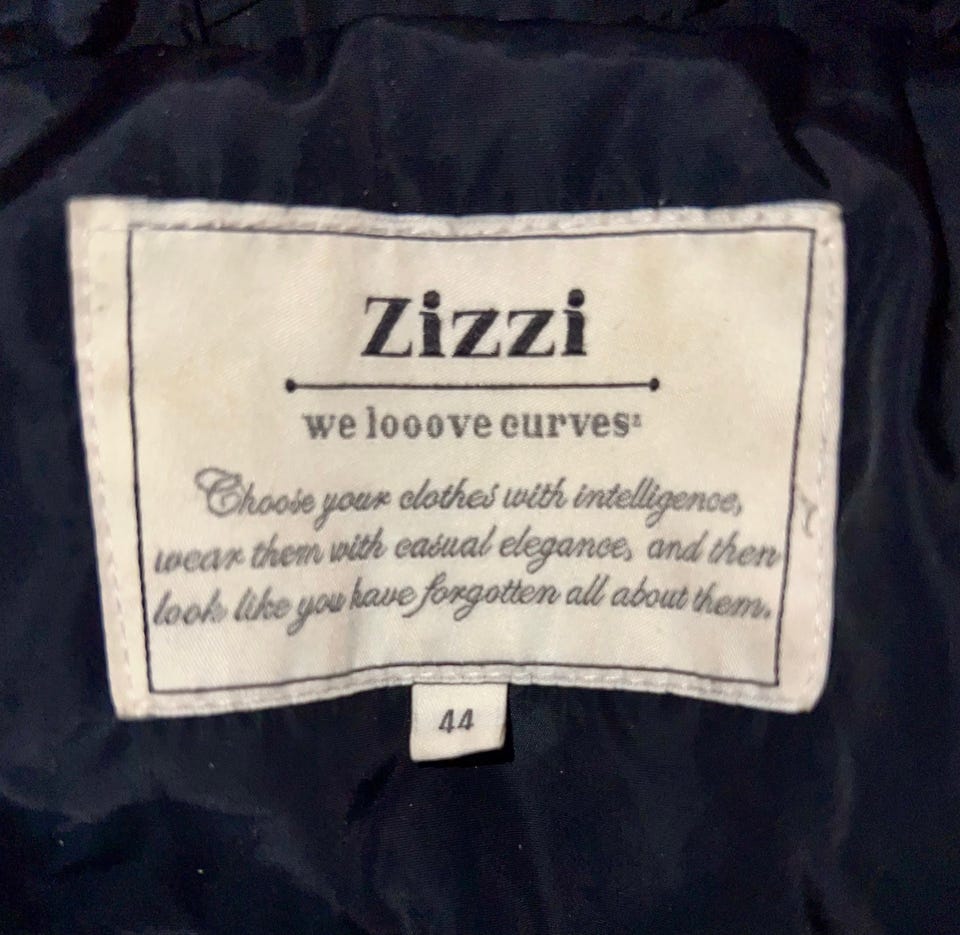 Zizzi
we looove curves
Choose your clothes with intelligence,
wear them with casual elegance, and then
look like you have forgotten all about them.
44